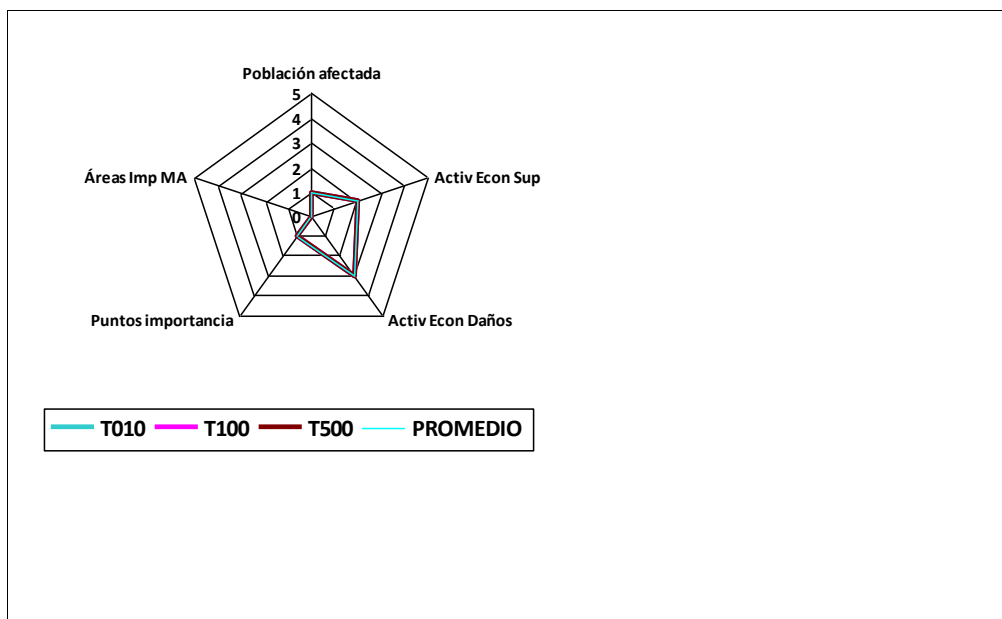 Población afectada
5
4
3
2
1
0
Áreas Imp MA
Activ Econ Sup
Puntos importancia
Activ Econ Daños
T010 T100 T500 PROMEDIO